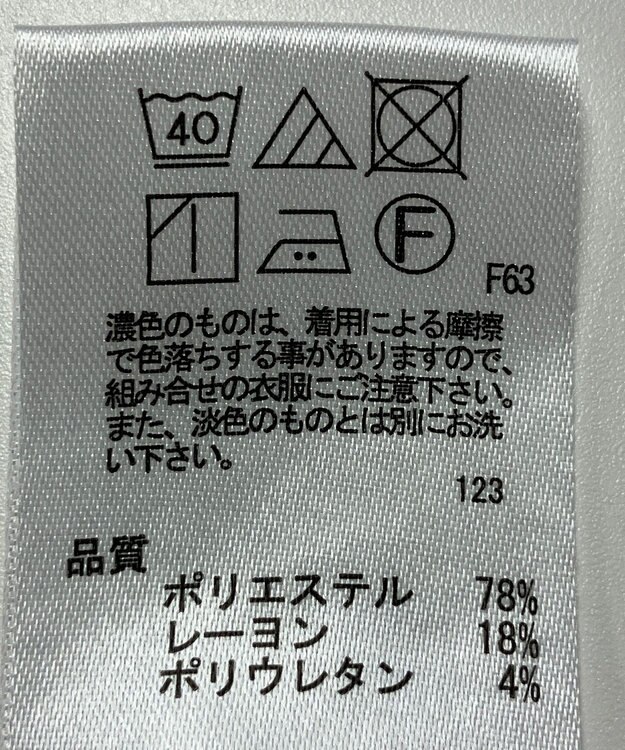 40
F
F63
濃色のものは、着用による摩擦
で色落ちする事がありますので、
組み合せの衣服にご注意下さい。
また、淡色のものとは別にお洗
い下さい。
123
品質
ポリエステル 78%
レーヨン 18%
ポリウレタン 4%